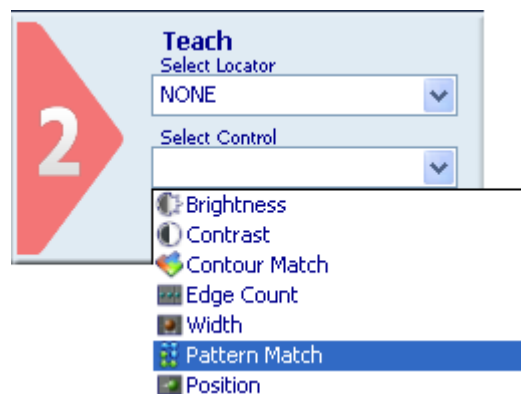 2
Teach
Select Locator
NONE
Select Control
Brightness
Contrast
Contour Match
Edge Count
Width
Pattern Match
Position